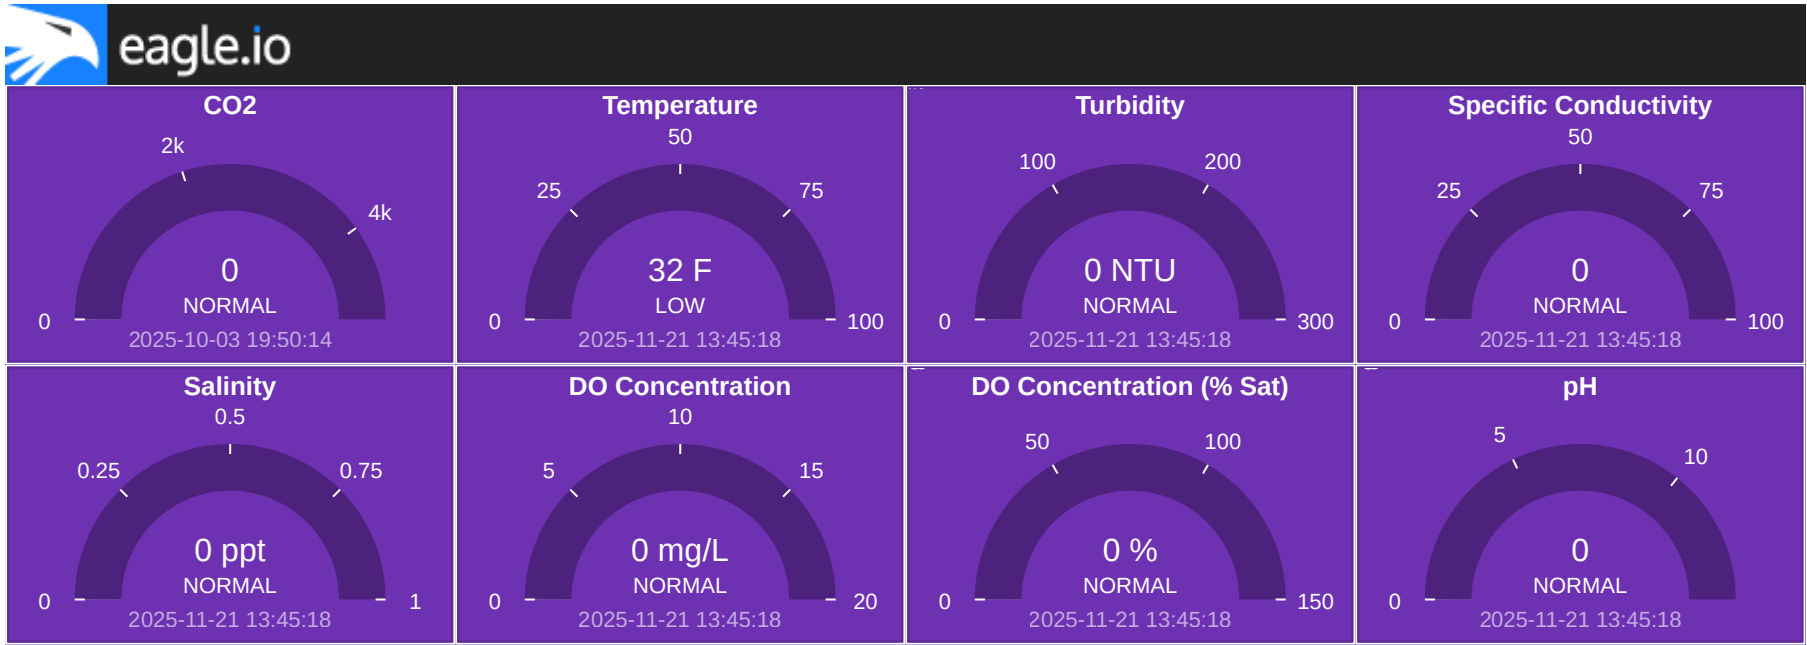 eagle.io
CO2
2k
4k
0
0
NORMAL
2025-10-03 19:50:14
Temperature
50
25
75
32 F
LOW
0
100
2025-11-21 13:45:18
Turbidity
100
200
0 NTU
NORMAL
0
300
2025-11-21 13:45:18
Specific Conductivity
50
25
75
0
NORMAL
0
100
2025-11-21 13:45:18
Salinity
0.5
0.25
0.75
0 ppt
NORMAL
0
1
2025-11-21 13:45:18
DO Concentration
10
5
15
0 mg/L
NORMAL
0
20
2025-11-21 13:45:18
DO Concentration (% Sat)
50
100
0 %
NORMAL
0
150
2025-11-21 13:45:18
pH
5
10
0
NORMAL
0
2025-11-21 13:45:18